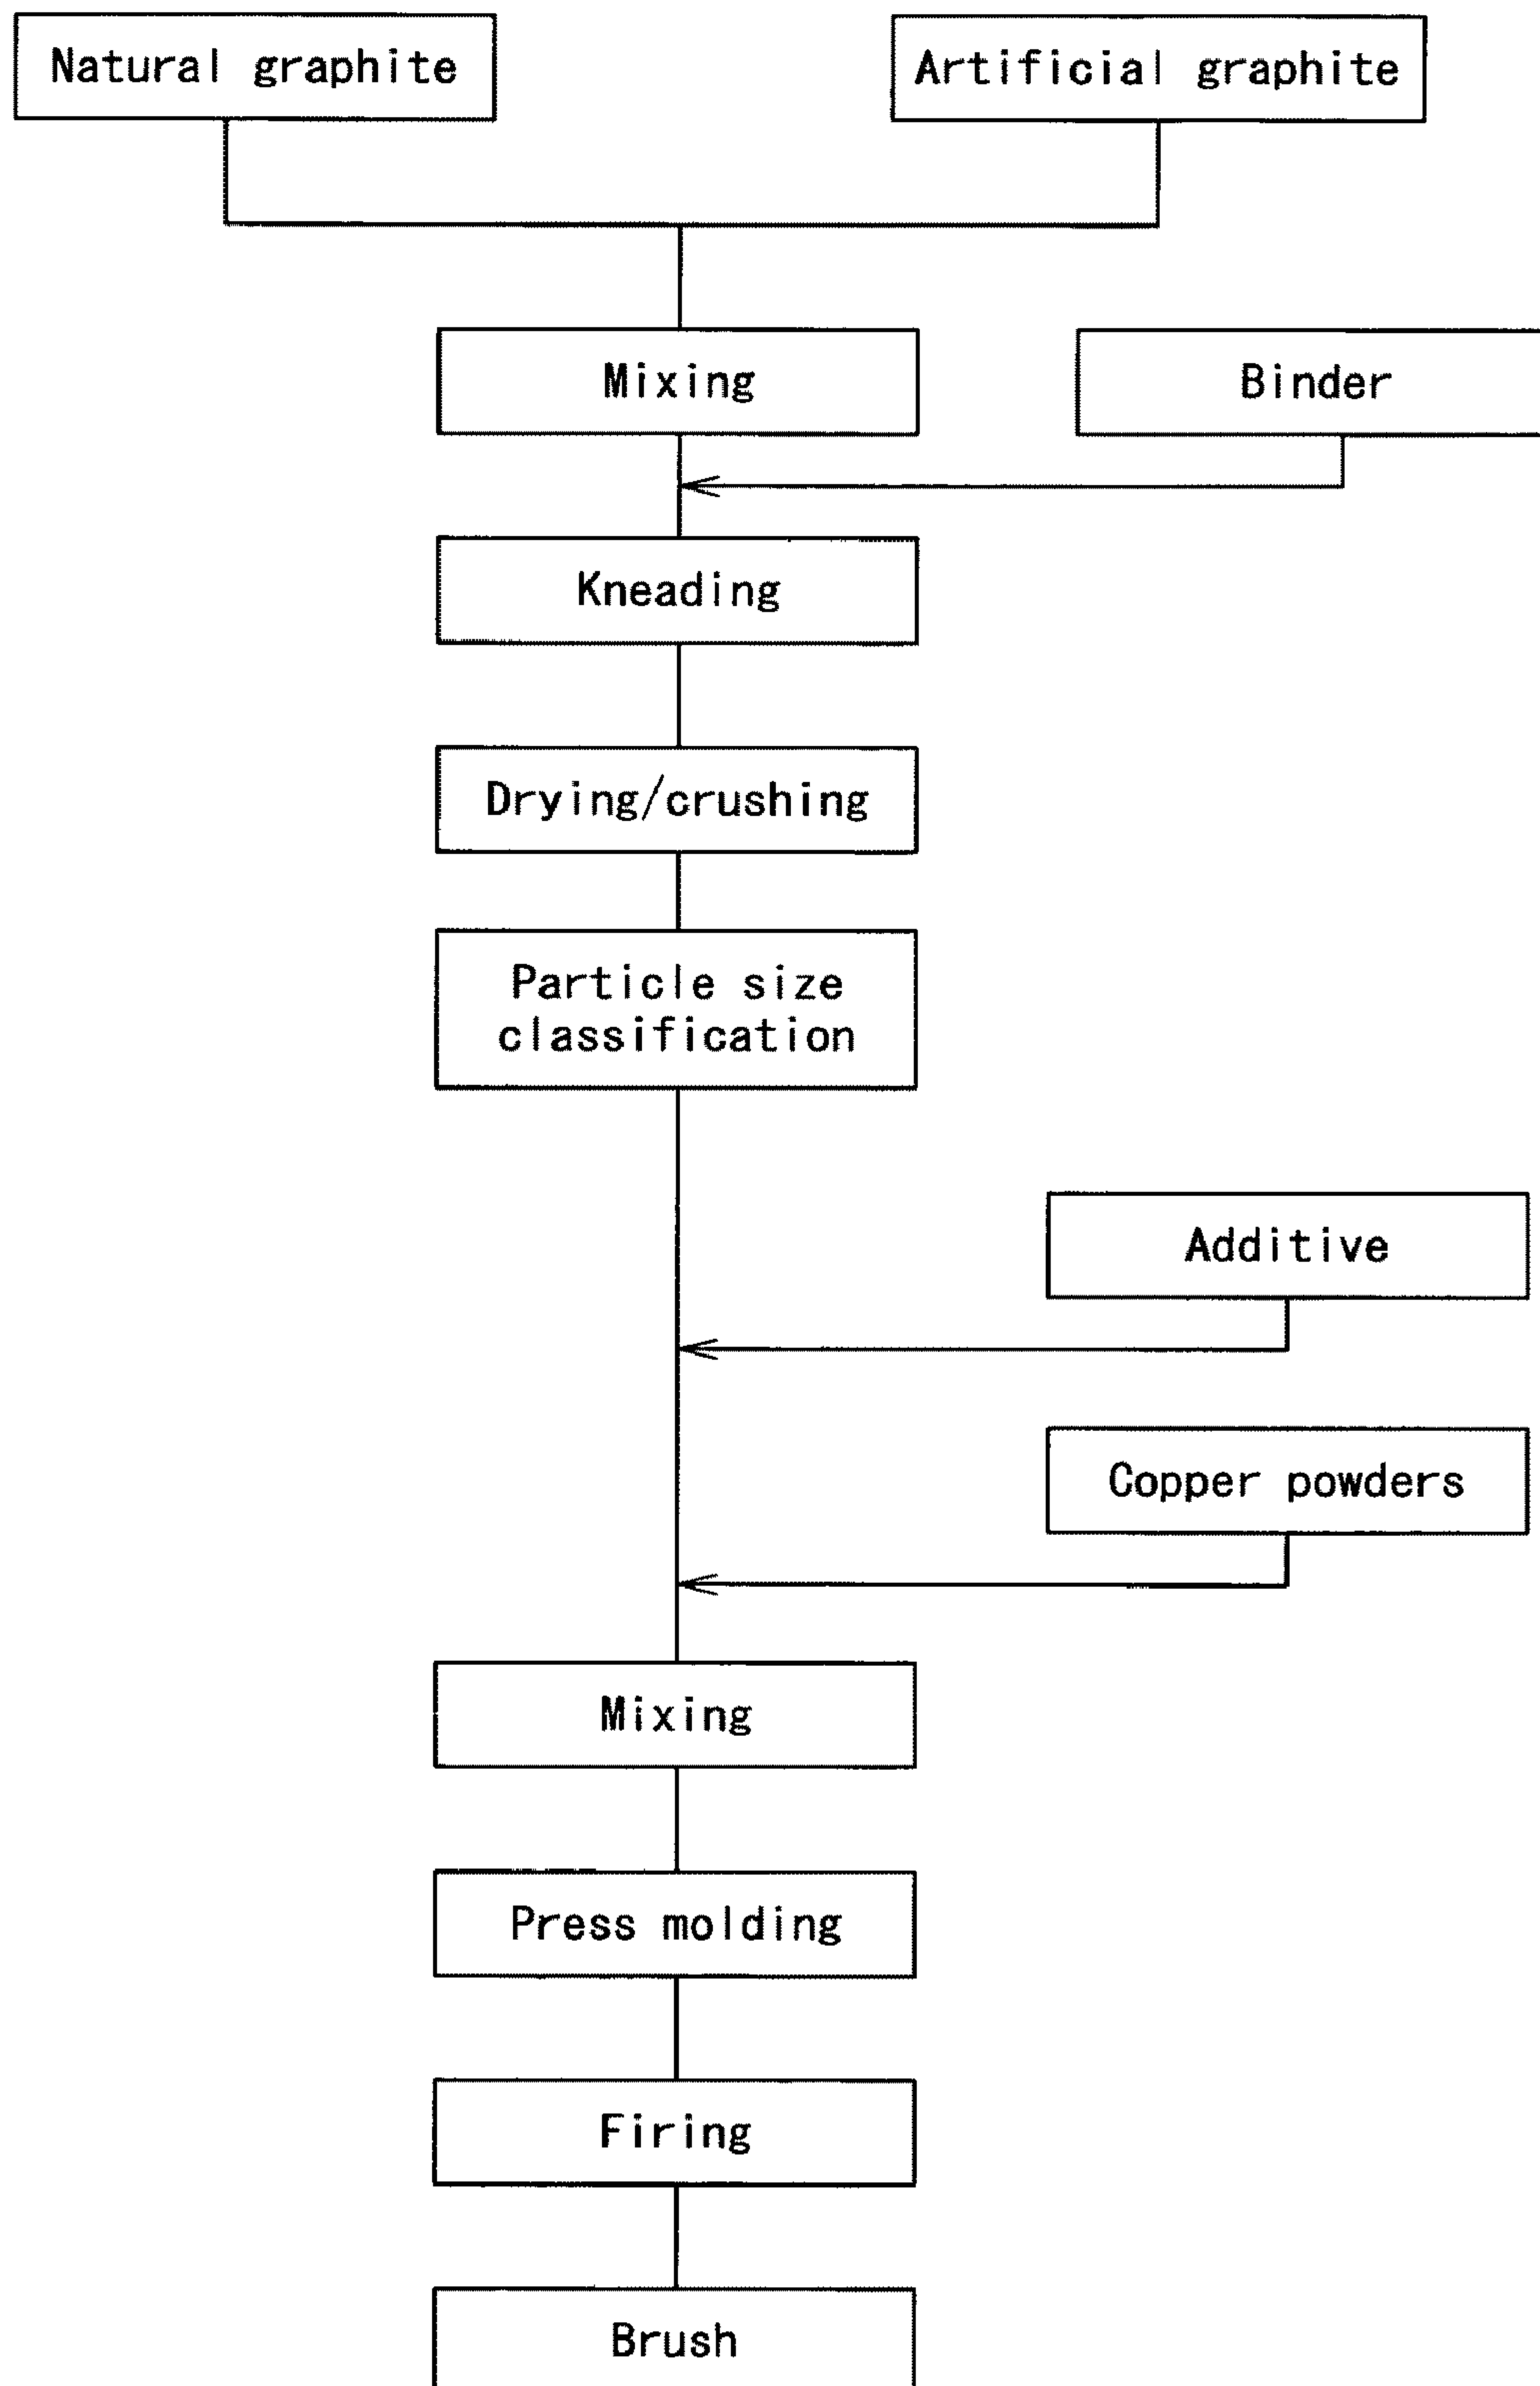 Natural graphite
Artificial graphite
Mixing
Binder
Kneading
Drying/crushing
Particle size
classification
Additive
Copper powders
Mixing
Press molding
Firing
Brush